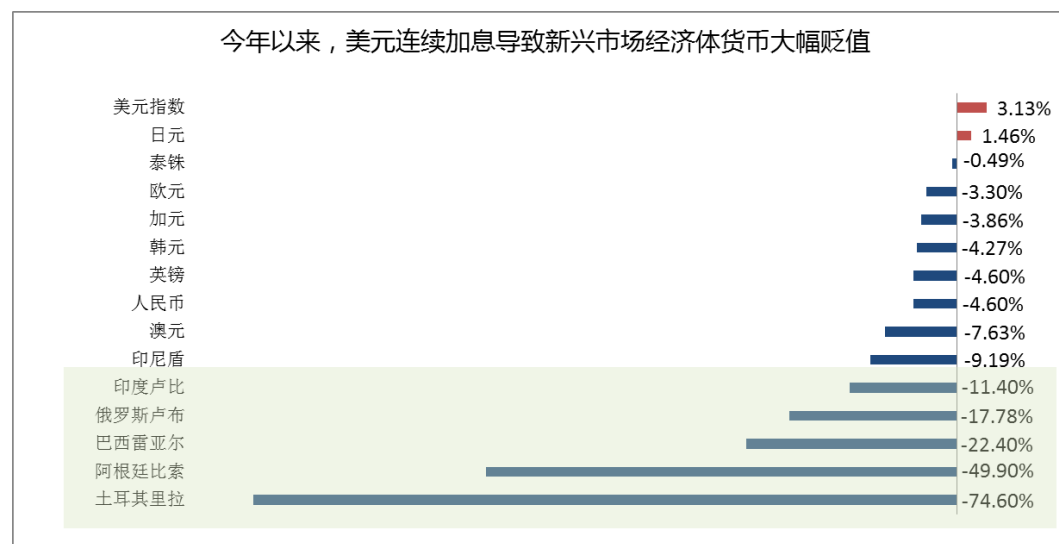 今年以来，美元连续加息导致新兴市场经济体货币大幅贬值
美元指数 3.13%
日元 1.46%
泰铢 -0.49%
欧元 -3.30%
加元 -3.86%
韩元 -4.27%
英镑 -4.60%
人民币 -4.60%
澳元 -7.63%
印尼盾 -9.19%
印度卢比 -11.40%
俄罗斯卢布 -17.78%
巴西雷亚尔 -22.40%
阿根廷比索 -49.90%
土耳其里拉 -74.60%